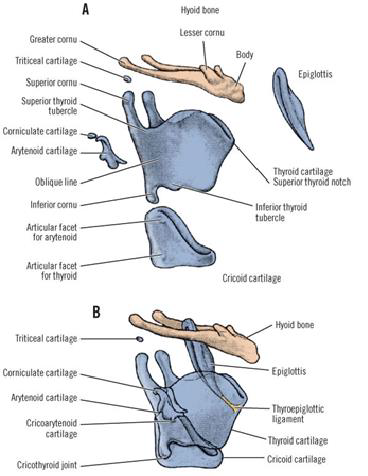 A
Hyoid bone
Lesser cornu
Greater cornu
Body
Triticeal cartilage
Epiglottis
Superior cornu
Superior thyroid
tubercle
Corniculate cartilage
Arytenoid cartilage
Thyroid cartilage
Superior thyroid notch
Oblique line
Inferior cornu
Inferior thyroid
tubercle
Articular facet
for arytenoid
Articular facet
for thyroid
Cricoid cartilage
B
Hyoid bone
Triticeal cartilage
Epiglottis
Corniculate cartilage
Arytenoid cartilage
Thyroepiglottic
ligament
Cricoarytenoid
cartilage
Thyroid cartilage
Cricoid cartilage
Cricothyroid joint